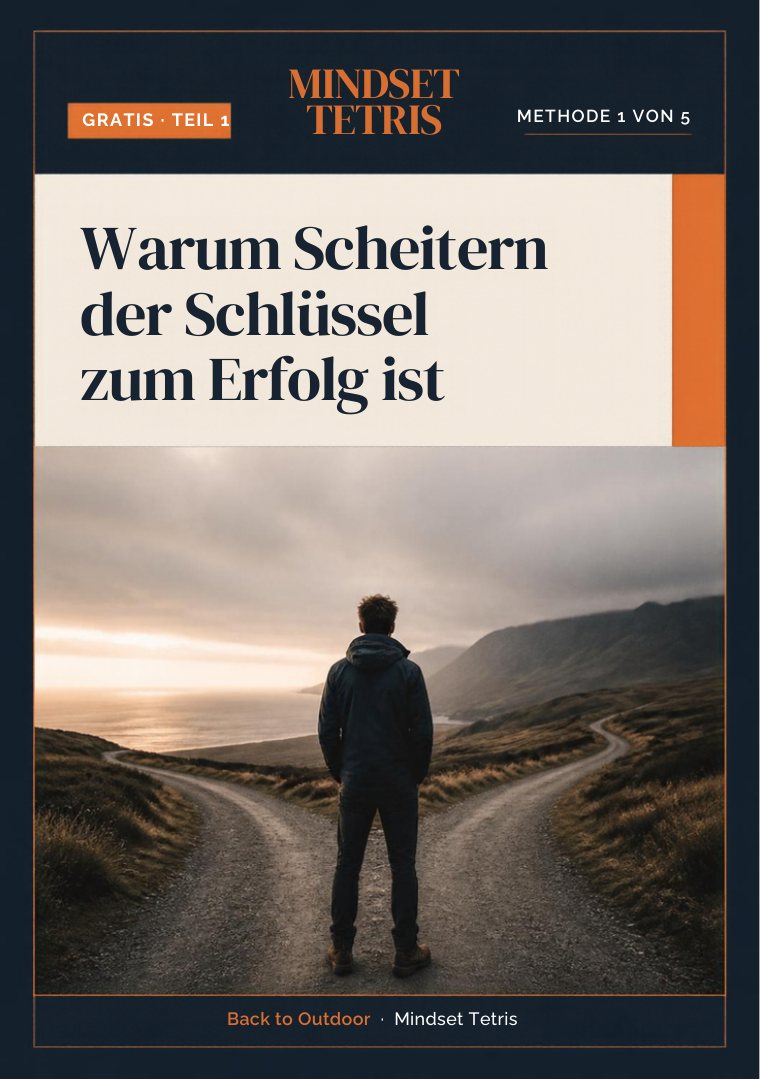 GRATIS · TEIL 1
MINDSET
TETRIS
METHODE 1 VON 5
Warum Scheitern
der Schlüssel
zum Erfolg ist
Back to Outdoor · Mindset Tetris